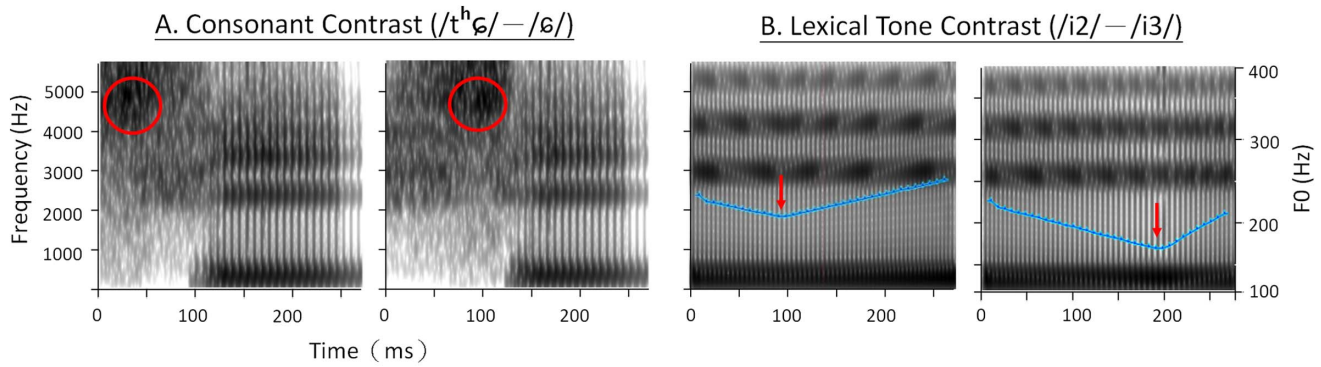 A. Consonant Contrast (/tʰɕ/—/ɕ/)
B. Lexical Tone Contrast (/i2/—/i3/)
Frequency (Hz)
5000
4000
3000
2000
1000
400
300
200
100
F0 (Hz)
0 100 200 0 100 200 0 100 200 0 100 200
Time（ms）